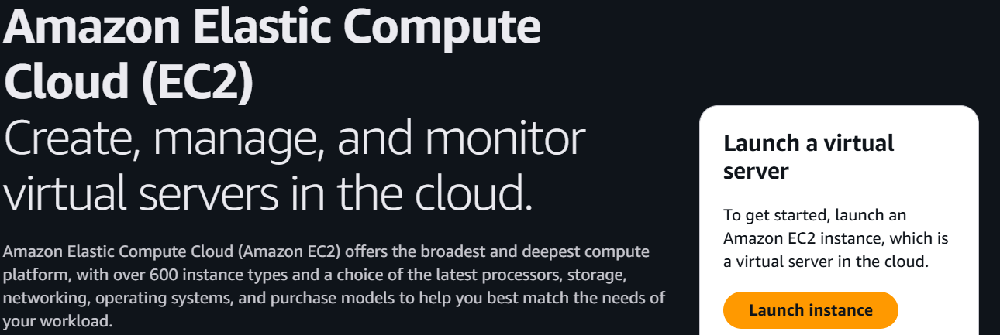 Amazon Elastic Compute
Cloud (EC2)
Create, manage, and monitor
virtual servers in the cloud.
Amazon Elastic Compute Cloud (Amazon EC2) offers the broadest and deepest compute
platform, with over 600 instance types and a choice of the latest processors, storage,
networking, operating systems, and purchase models to help you best match the needs of
your workload.
Launch a virtual
server
To get started, launch an
Amazon EC2 instance, which is
a virtual server in the cloud.
Launch instance